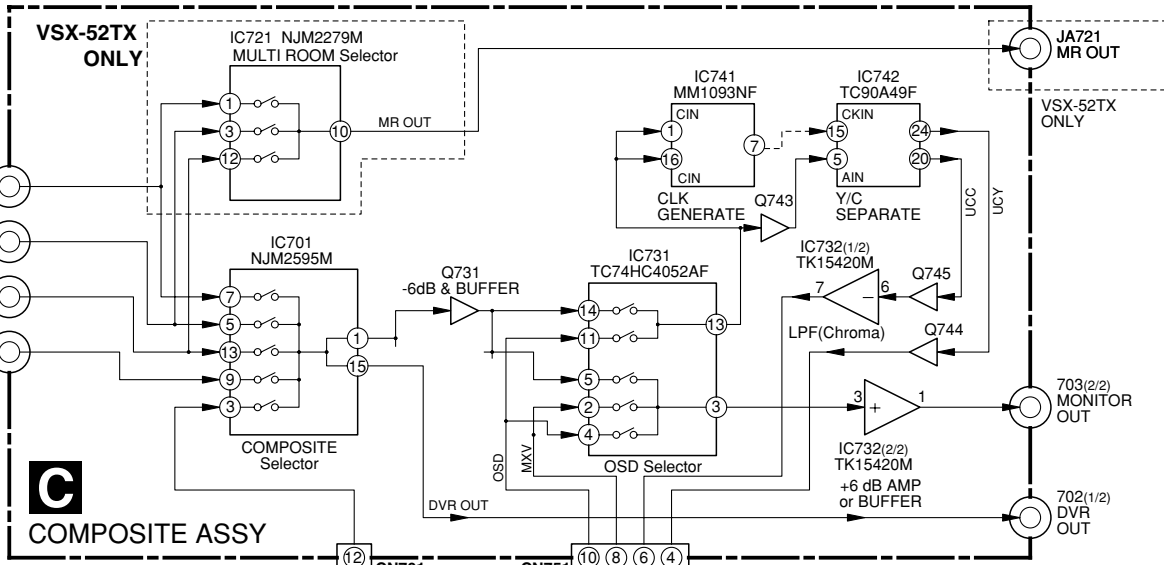 VSX-52TX
ONLY
IC721 NJM2279M
MULTI ROOM Selector
1
3
12
10
MR OUT
JA721
MR OUT
VSX-52TX
ONLY
IC741
MM1093NF
CIN
1
16
CIN
7
CLK
GENERATE
IC742
TC90A49F
CKIN
15
5
AIN
24
20
Y/C
SEPARATE
Q743
UCC
UCY
IC701
NJM2595M
7
5
13
9
3
1
15
COMPOSITE
Selector
Q731
-6dB & BUFFER
IC731
TC74HC4052AF
14
11
5
2
4
13
3
OSD Selector
IC732(1/2)
TK15420M
7
6
−
Q745
LPF(Chroma)
Q744
3
+
1
IC732(2/2)
TK15420M
+6 dB AMP
or BUFFER
703(2/2)
MONITOR
OUT
702(1/2)
DVR
OUT
OSD
MXV
DVR OUT
C
COMPOSITE ASSY
12
10
8
6
4